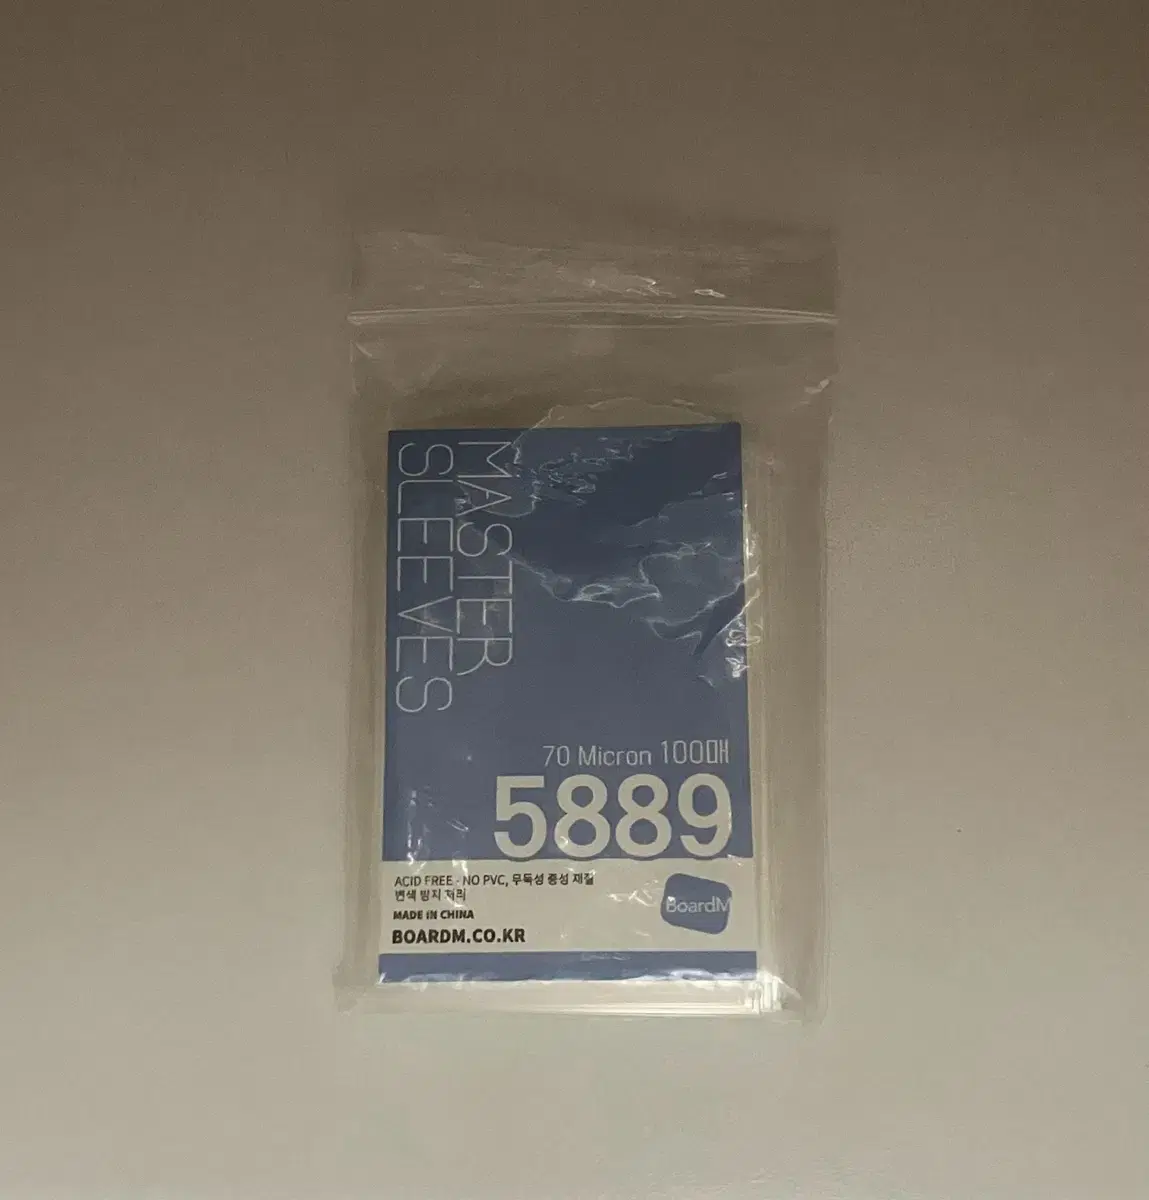 MASTER
SLEEVES
70 Micron 100매
5889
ACID FREE - NO PVC, 무독성 중성 재질
변색 방지 처리
MADE IN CHINA
BOARDM.CO.KR
BoardM